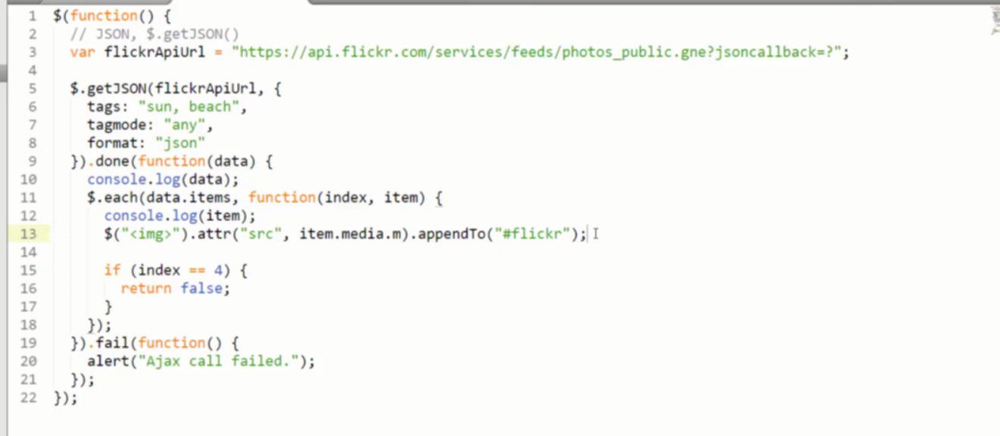 1 $(function() {
2 // JSON, $.getJSON()
3 var flickrApiUrl = "https://api.flickr.com/services/feeds/photos_public.gne?jsoncallback=?";
4
5 $.getJSON(flickrApiUrl, {
6 tags: "sun, beach",
7 tagmode: "any",
8 format: "json"
9 }).done(function(data) {
10 console.log(data);
11 $.each(data.items, function(index, item) {
12 console.log(item);
13 $("<img>").attr("src", item.media.m).appendTo("#flickr");
14
15 if (index == 4) {
16 return false;
17 }
18 });
19 }).fail(function() {
20 alert("Ajax call failed.");
21 });
22 });